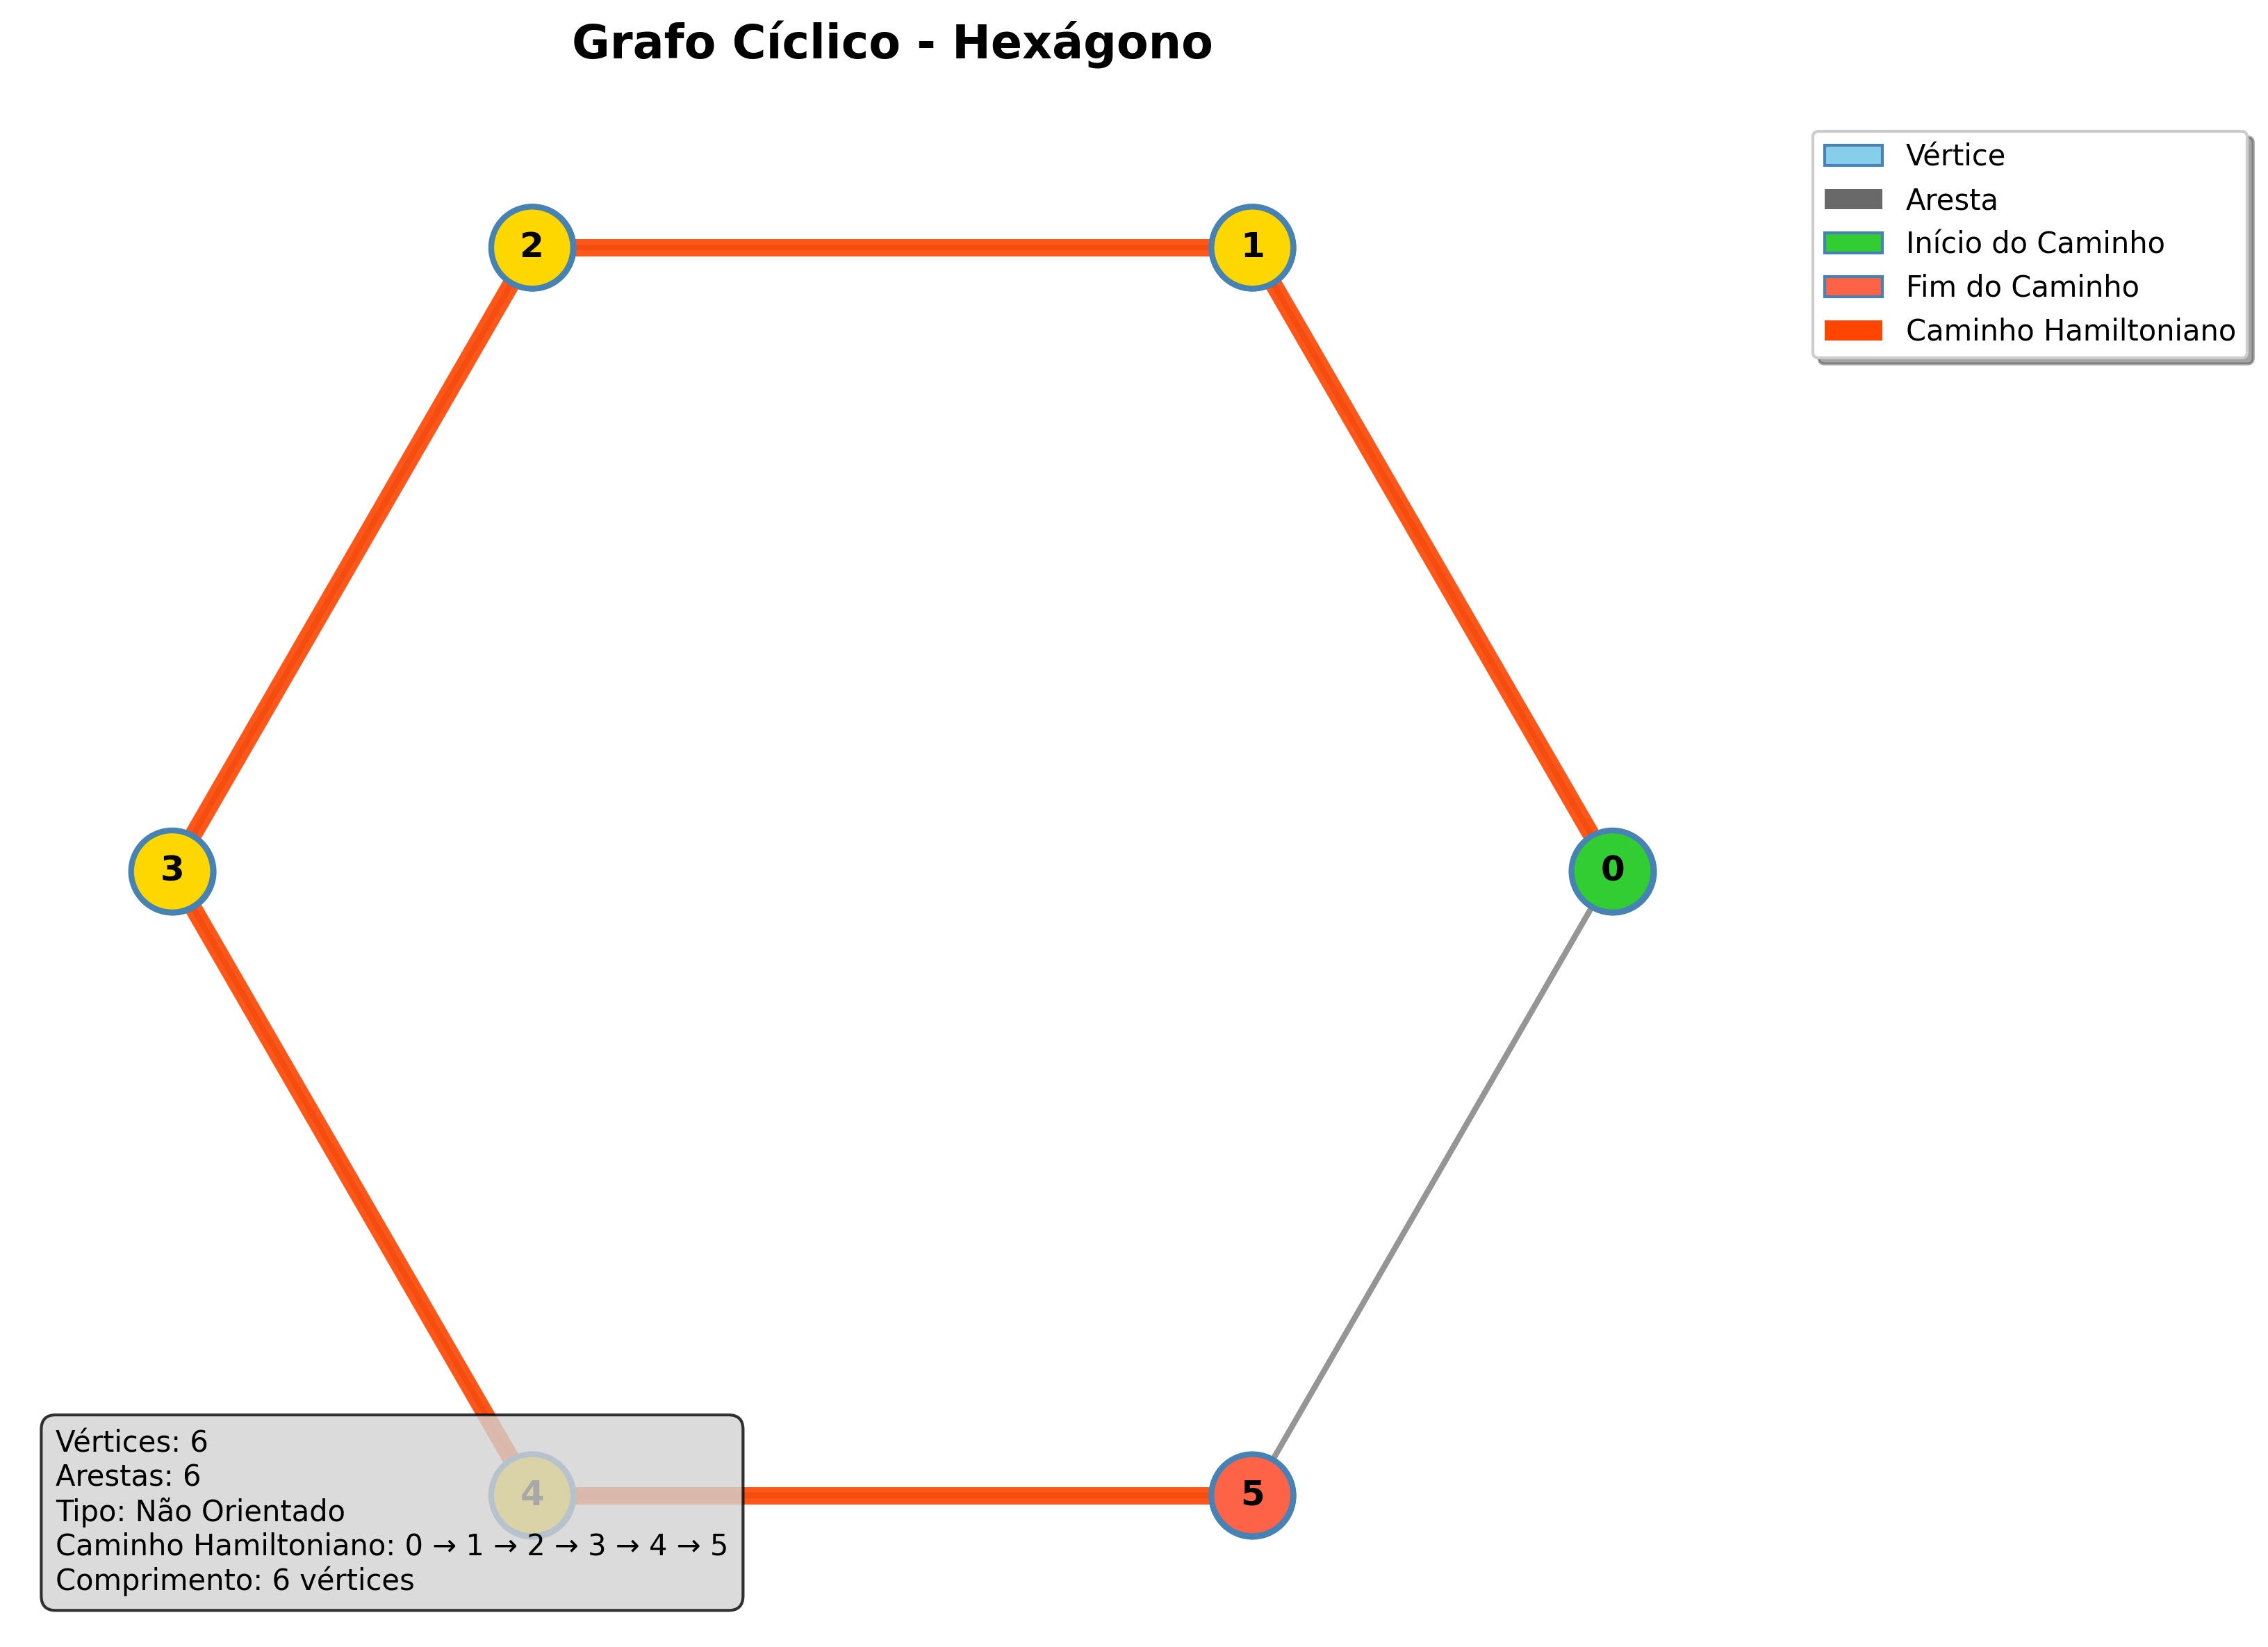 Grafo Cíclico - Hexágono
Vértice
Aresta
Início do Caminho
Fim do Caminho
Caminho Hamiltoniano
2
1
3
0
4
5
Vértices: 6
Arestas: 6
Tipo: Não Orientado
Caminho Hamiltoniano: 0 → 1 → 2 → 3 → 4 → 5
Comprimento: 6 vértices